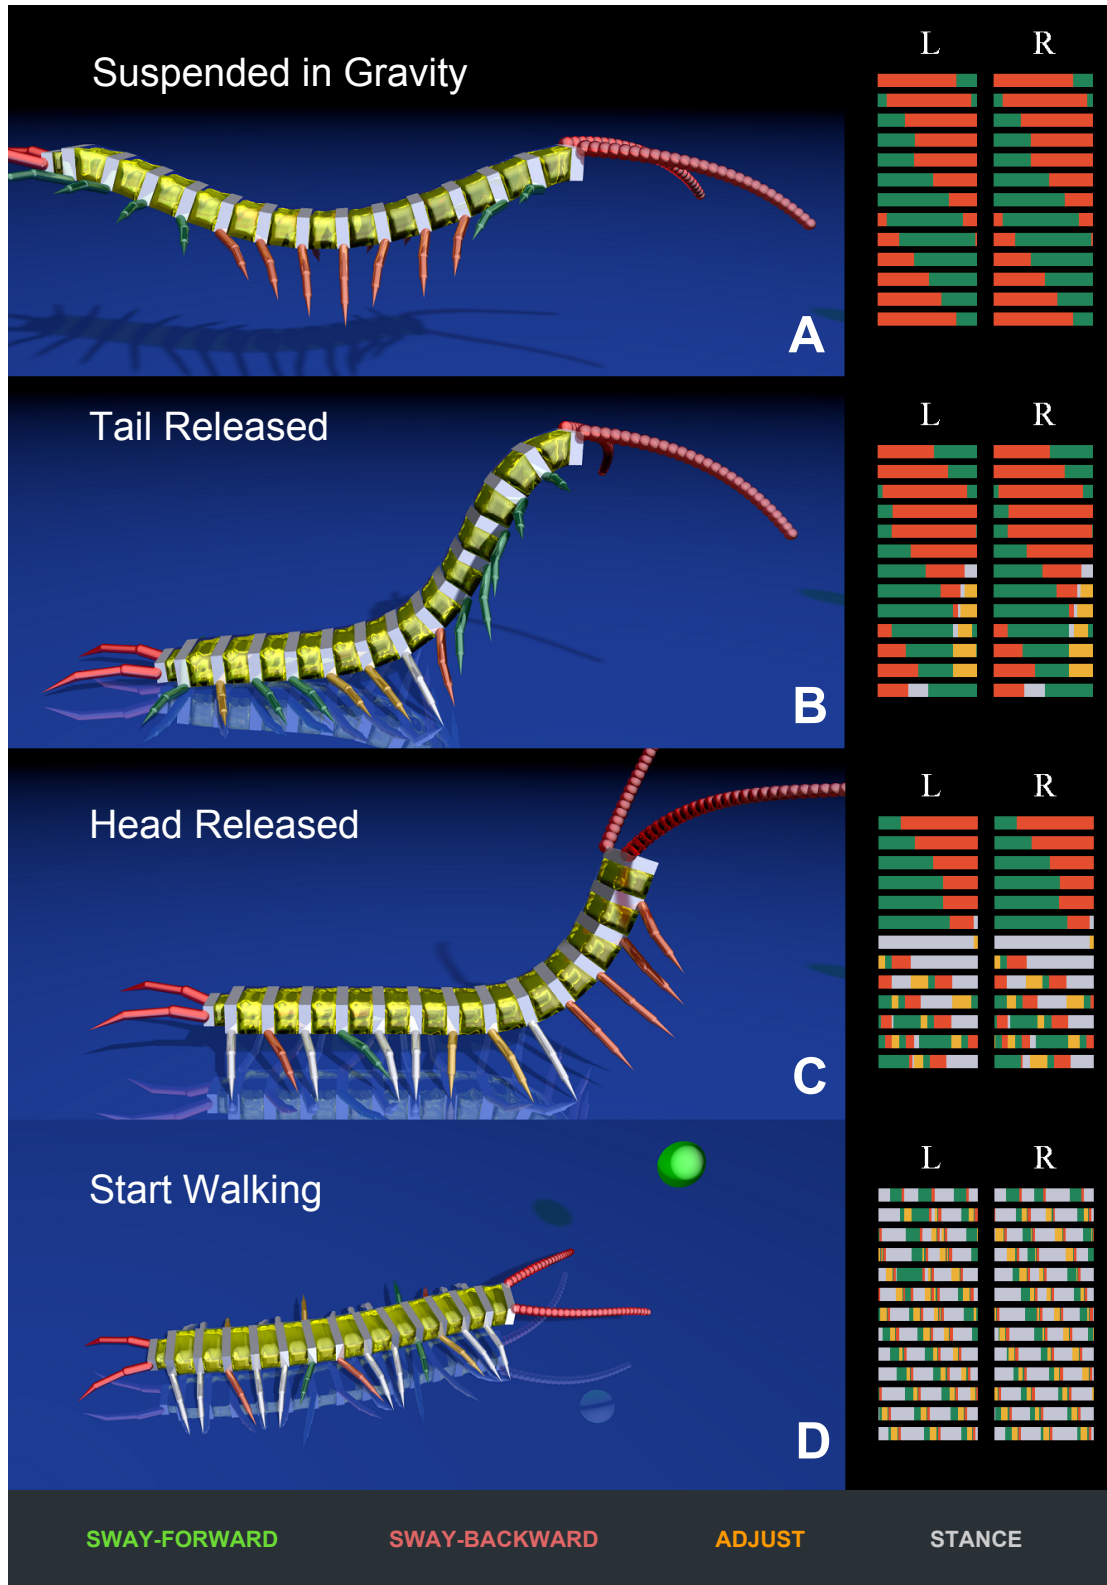 Suspended in Gravity
L R
A
Tail Released
L R
B
Head Released
L R
C
Start Walking
L R
D
SWAY-FORWARD SWAY-BACKWARD ADJUST STANCE